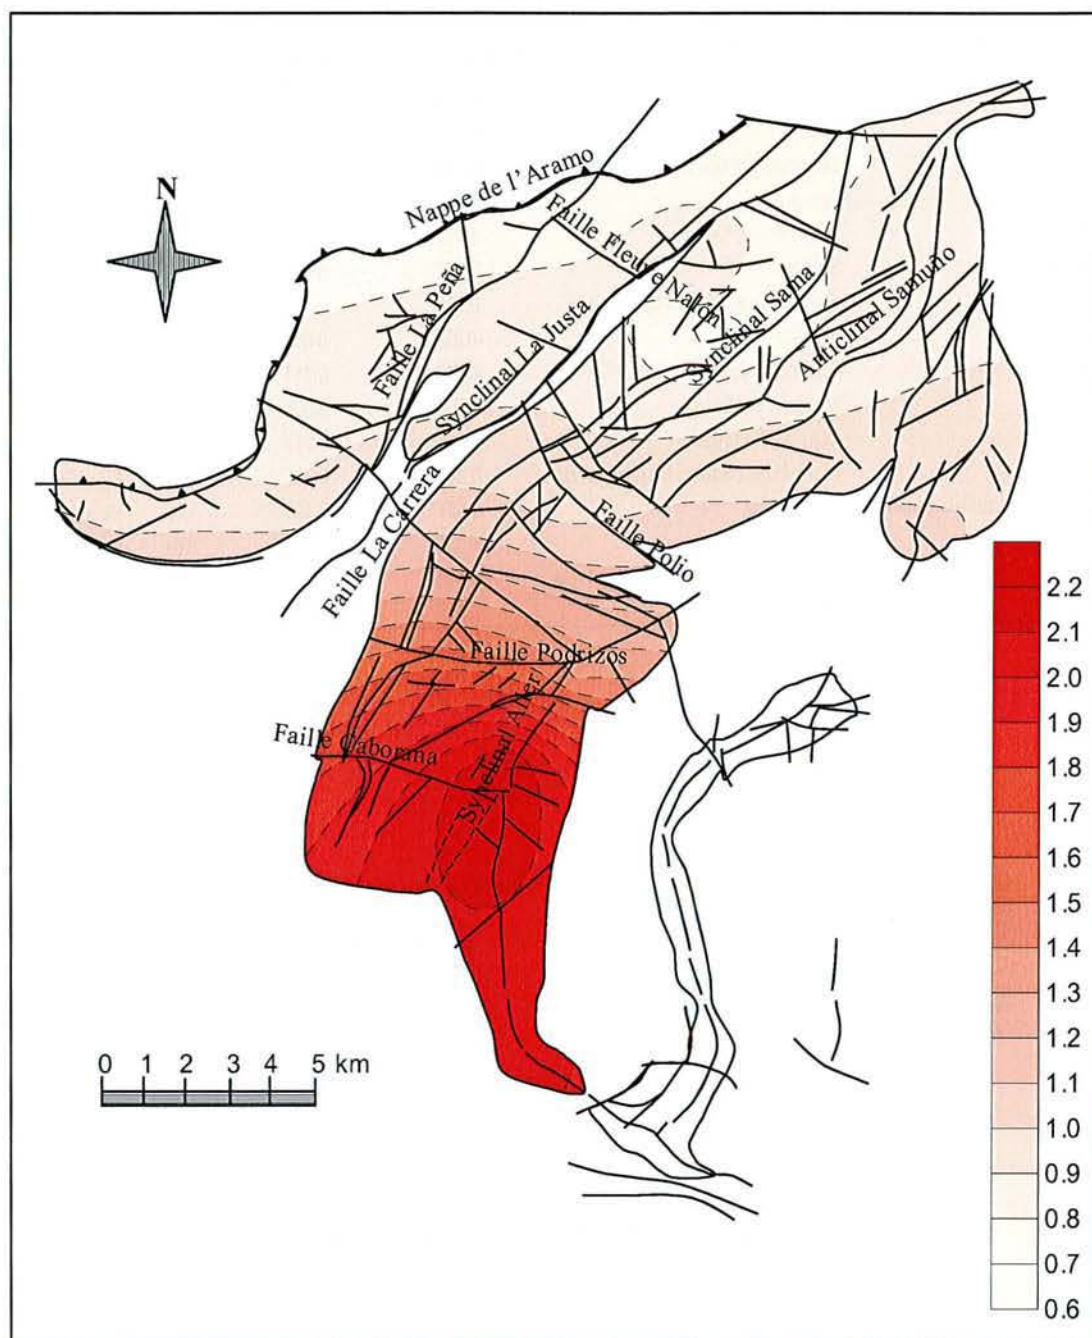 N
Nappe de l'Aramo
Faille Fleuve Nalón
Faille La Peña
Synclinal La Justa
Synclinal Sama
Anticlinal Samuño
Faille La Carrera
Faille Polio
Faille Podrizos
Synclinal Aller
Faille Caborana
0 1 2 3 4 5 km
2.2
2.1
2.0
1.9
1.8
1.7
1.6
1.5
1.4
1.3
1.2
1.1
1.0
0.9
0.8
0.7
0.6